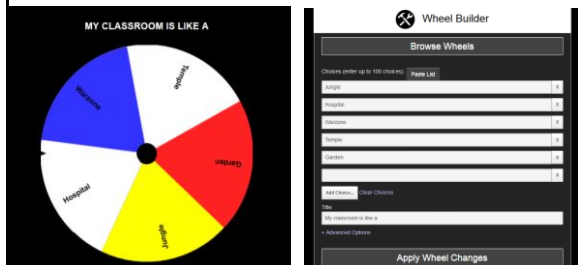 MY CLASSROOM IS LIKE A
Temple
Warzone
Garden
Hospital
Jungle
Wheel Builder
Browse Wheels
Choices (enter up to 100 choices) Paste List
Jungle x
Hospital x
Warzone x
Temple x
Garden x
x
Add Choice... Clear Choices
Title
My classroom is like a
+ Advanced Options
Apply Wheel Changes